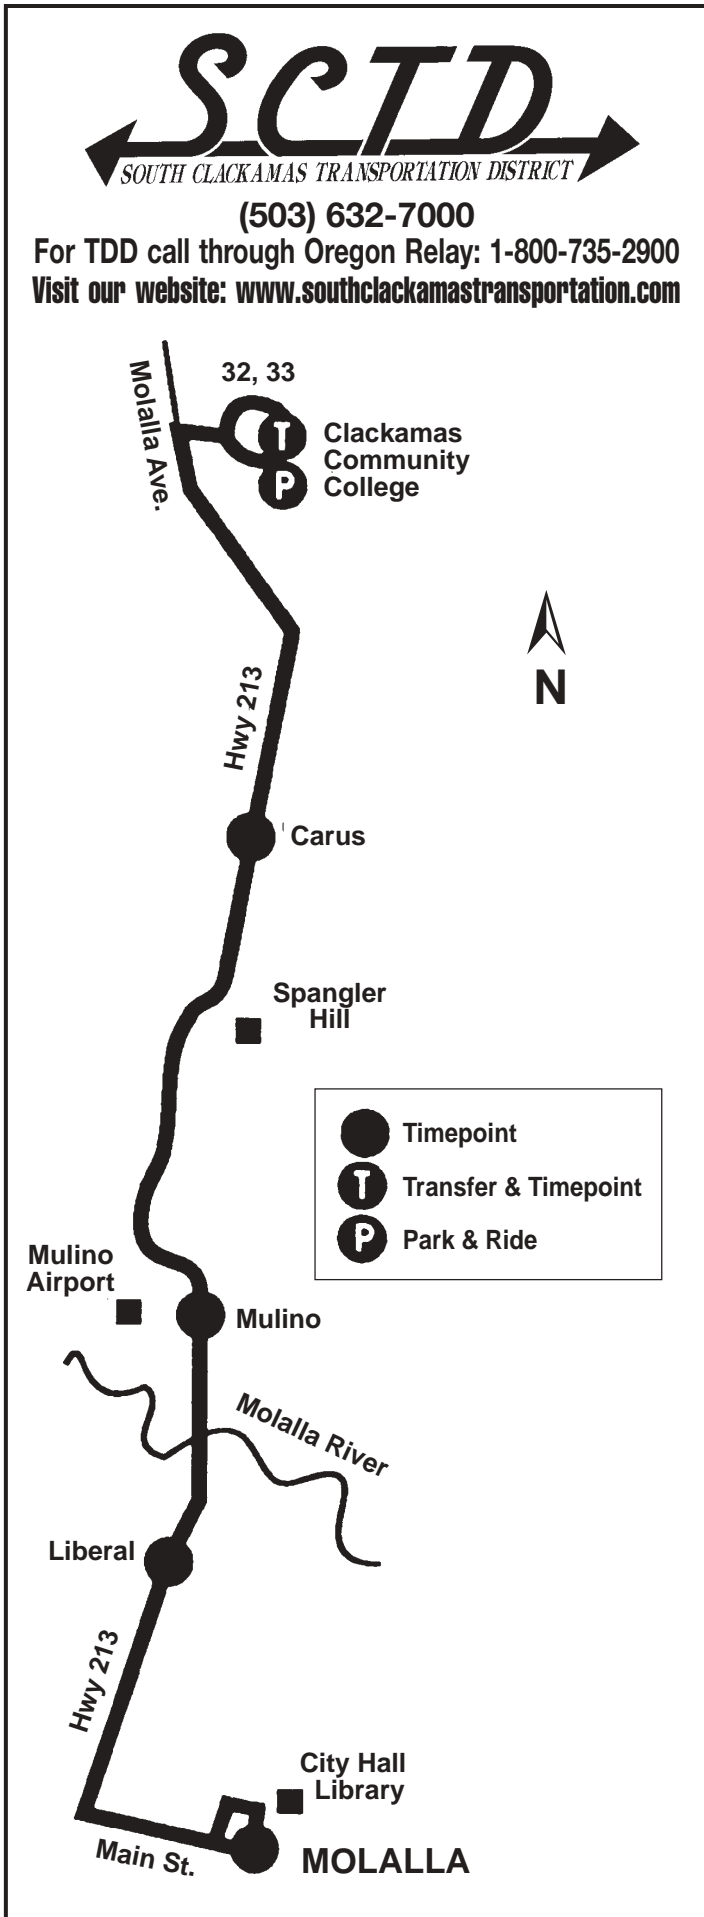 SCTD
SOUTH CLACKAMAS TRANSPORTATION DISTRICT
(503) 632-7000
For TDD call through Oregon Relay: 1-800-735-2900
Visit our website: www.southclackamastransportation.com
Molalla Ave.
32, 33
T
P
Clackamas
Community
College
N
Hwy 213
Carus
Spangler
Hill
Timepoint
T
Transfer & Timepoint
P
Park & Ride
Mulino
Airport
Mulino
Molalla River
Liberal
Hwy 213
City Hall
Library
Main St.
MOLALLA